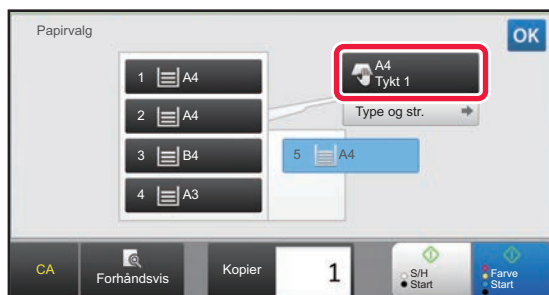 Papirvalg
OK
1 A4
2 A4
3 B4
4 A3
A4
Tykt 1
Type og str.
5 A4
CA
Forhåndsvis
Kopier
1
S/H
Start
Farve
Start